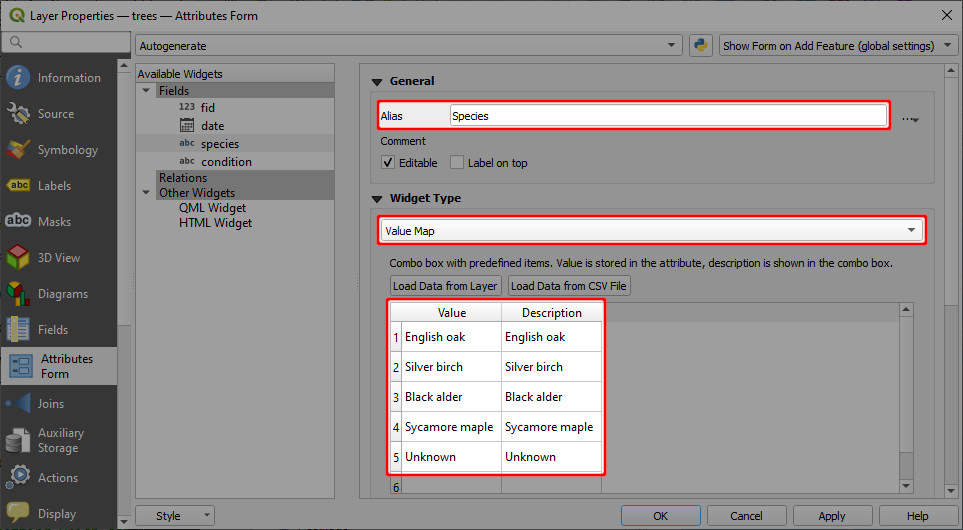 Layer Properties — trees — Attributes Form
Autogenerate
Show Form on Add Feature (global settings)
Information
Source
Symbology
Labels
Masks
3D View
Diagrams
Fields
Attributes
Form
Joins
Auxiliary
Storage
Actions
Display
Available Widgets
Fields
123 fid
date
abc species
abc condition
Relations
Other Widgets
QML Widget
HTML Widget
Style
General
Alias Species
Comment
Editable Label on top
Widget Type
Value Map
Combo box with predefined items. Value is stored in the attribute, description is shown in the combo box.
Load Data from Layer Load Data from CSV File
Value Description
1 English oak English oak
2 Silver birch Silver birch
3 Black alder Black alder
4 Sycamore maple Sycamore maple
5 Unknown Unknown
6
OK Cancel Apply Help